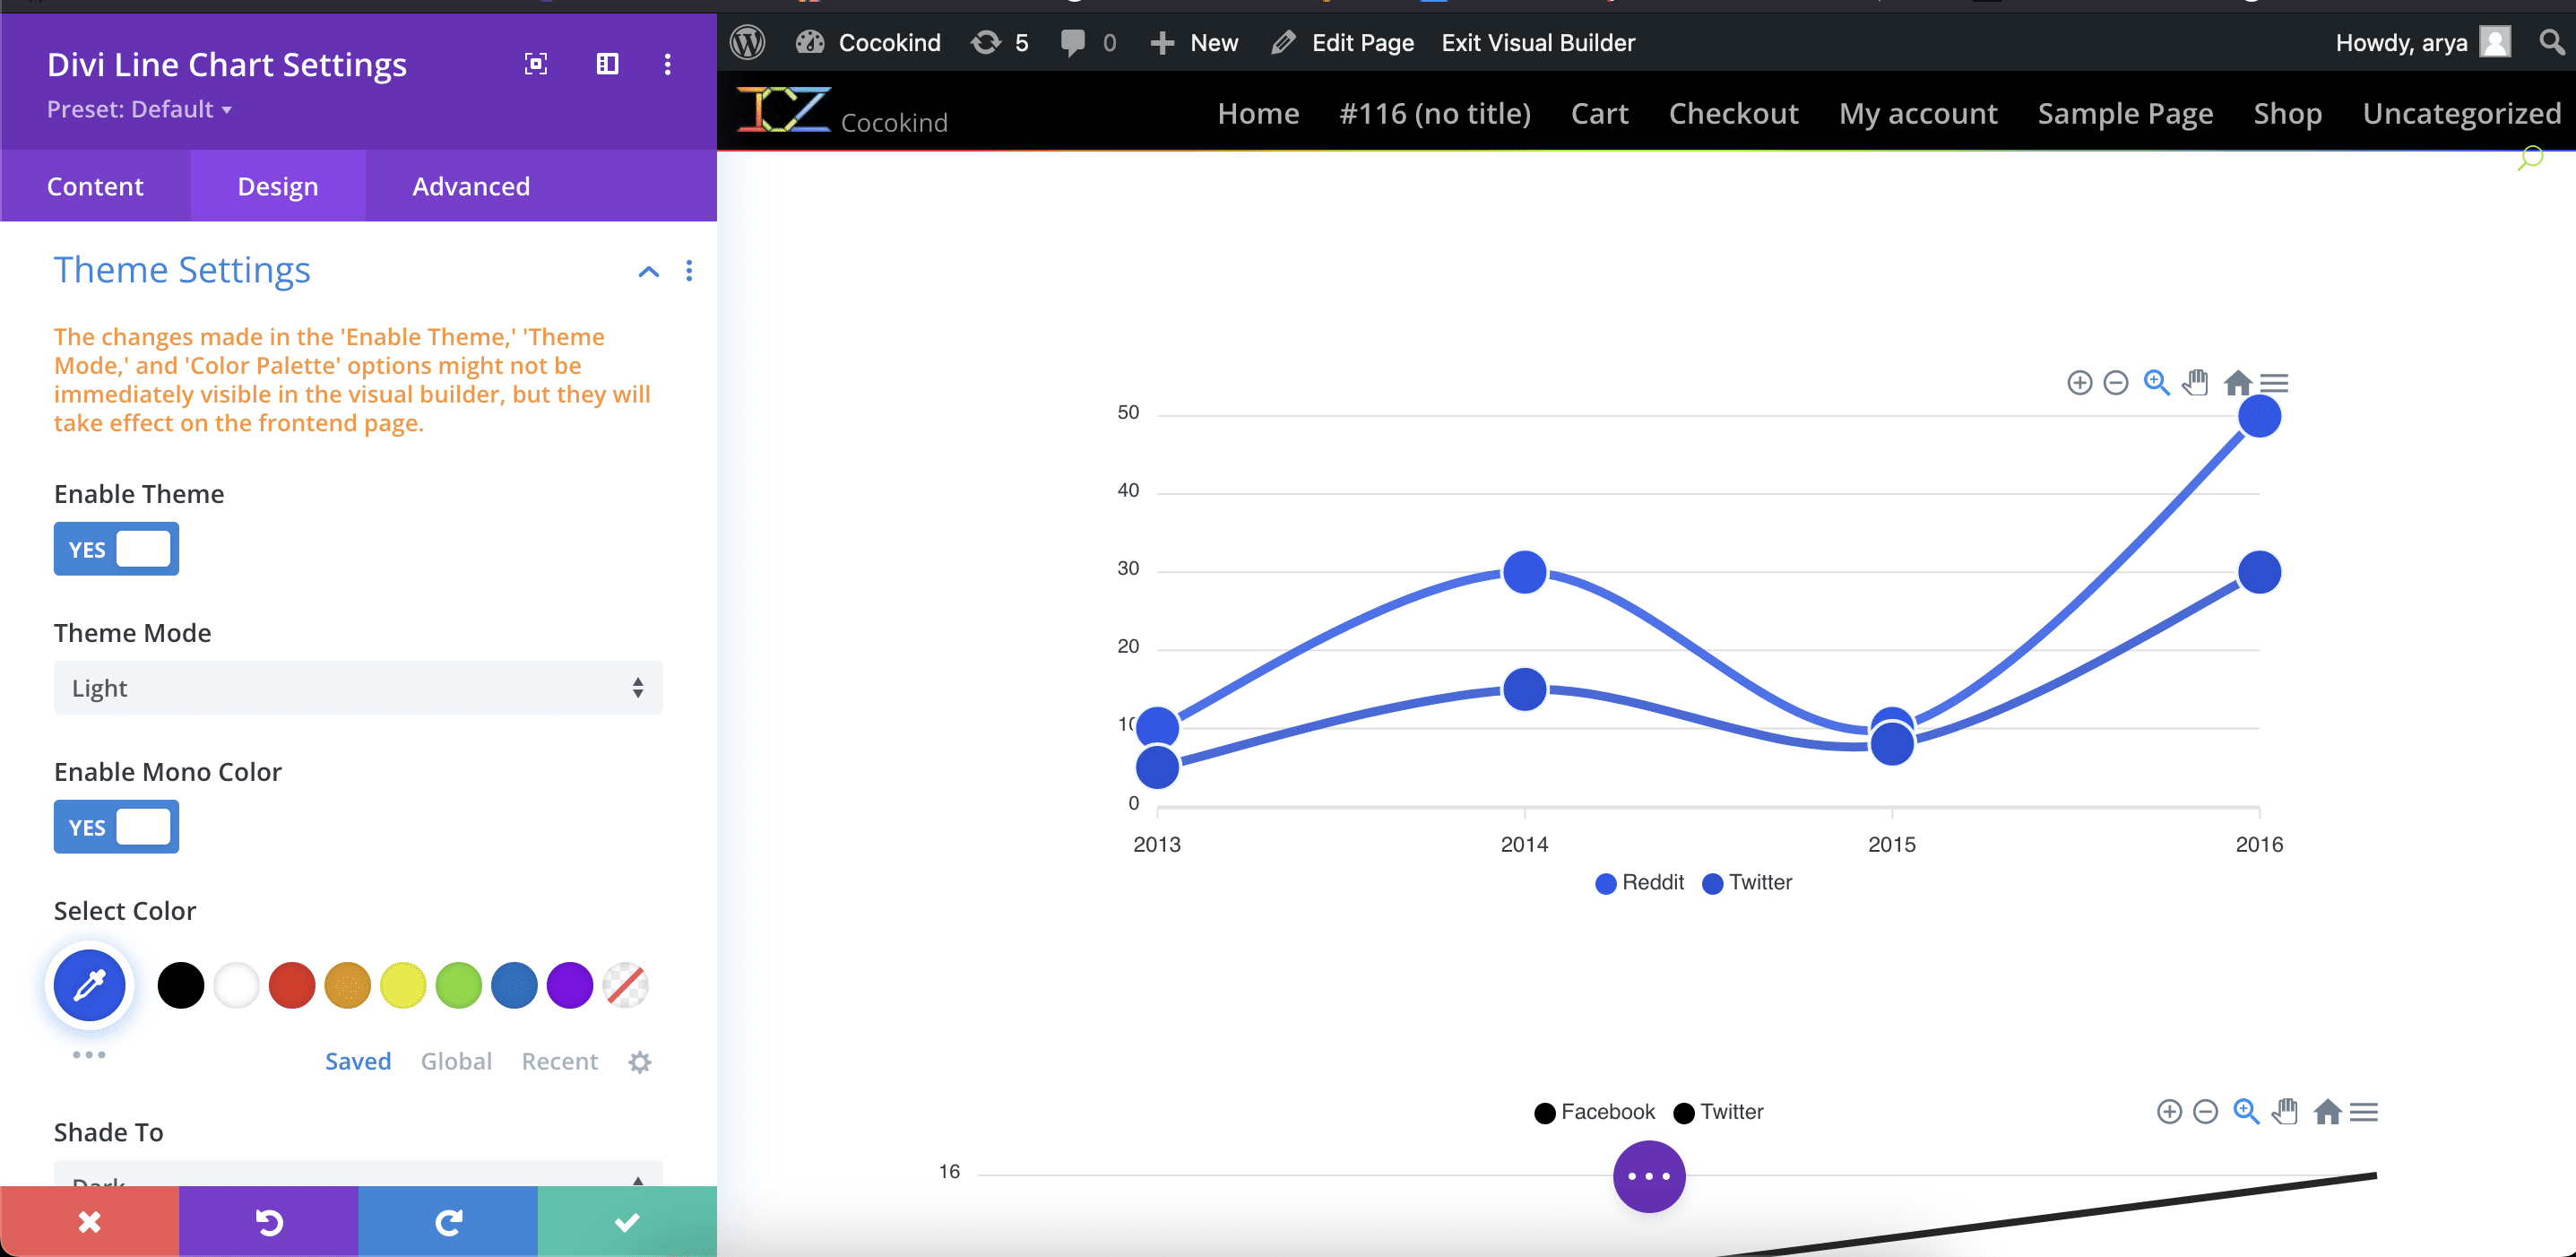 Divi Line Chart Settings
Preset: Default
Content Design Advanced
Theme Settings
The changes made in the 'Enable Theme,' 'Theme
Mode,' and 'Color Palette' options might not be
immediately visible in the visual builder, but they will
take effect on the frontend page.
Enable Theme
YES
Theme Mode
Light
Enable Mono Color
YES
Select Color
Saved Global Recent
Shade To
Dark
Cocokind 5 0 New Edit Page Exit Visual Builder Howdy, arya
ICZ Cocokind Home #116 (no title) Cart Checkout My account Sample Page Shop Uncategorized
50
40
30
20
10
0
2013 2014 2015 2016
Reddit Twitter
Facebook Twitter
16